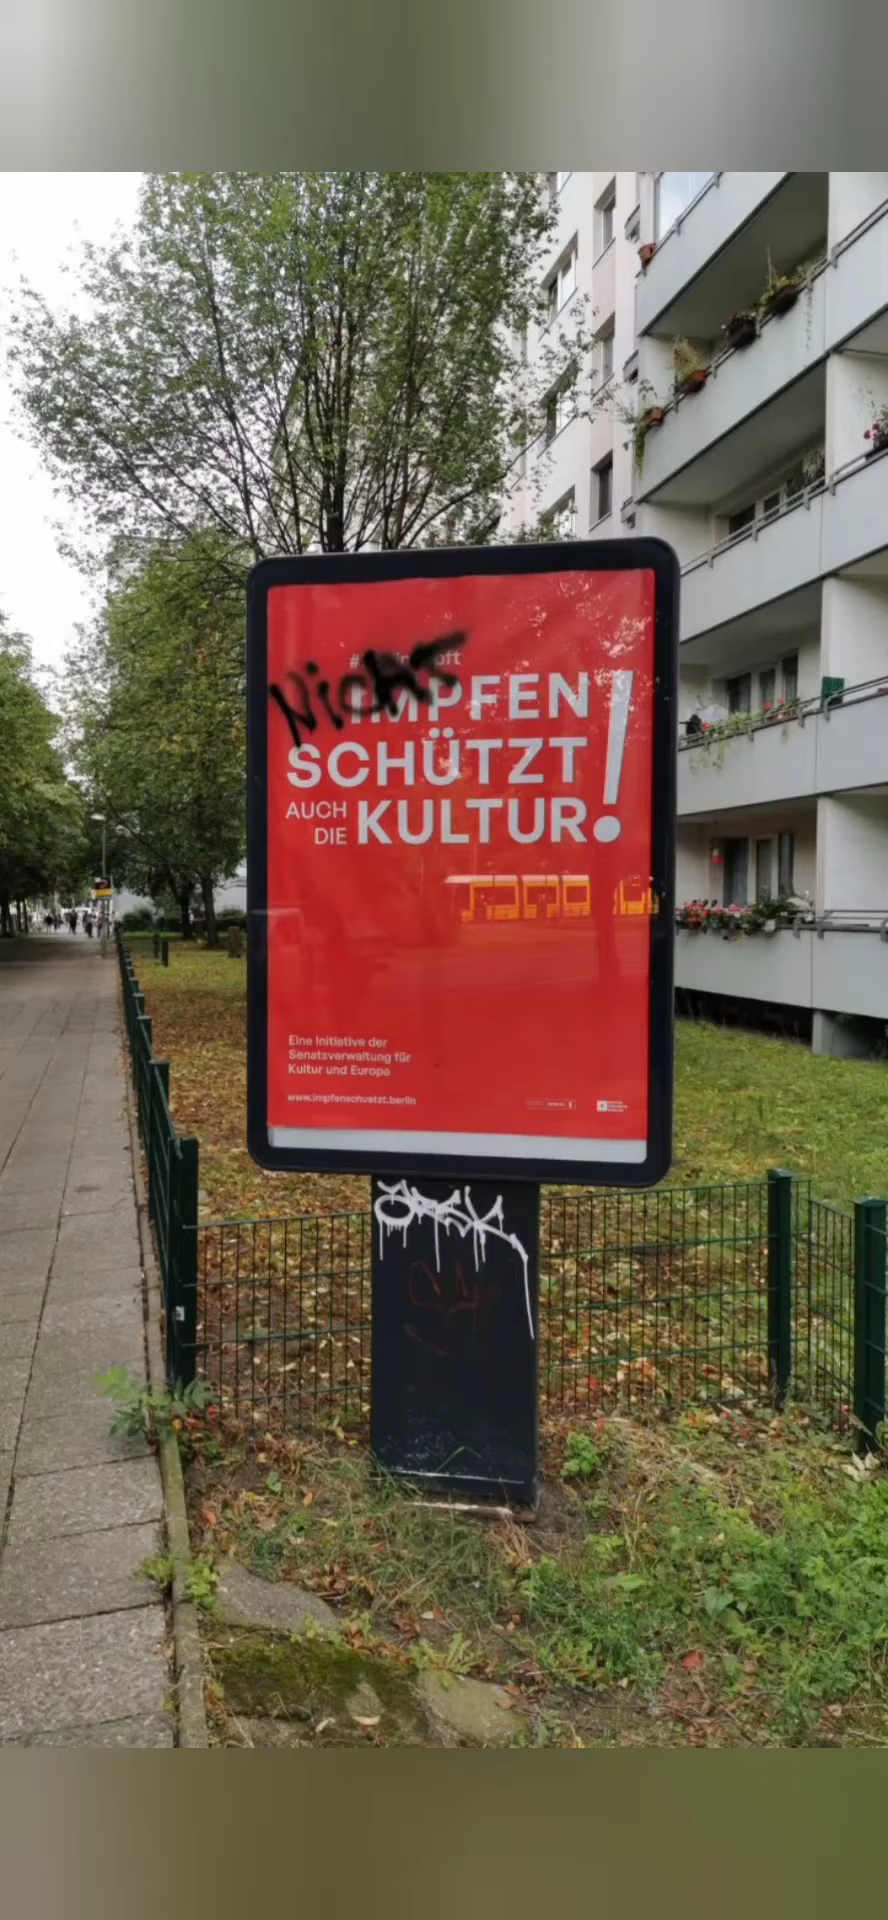 Nicht
IMPFEN
SCHÜTZT!
AUCH
DIE KULTUR
Eine Initiative der
Senatsverwaltung für
Kultur und Europa
www.impfenschuetzt.berlin